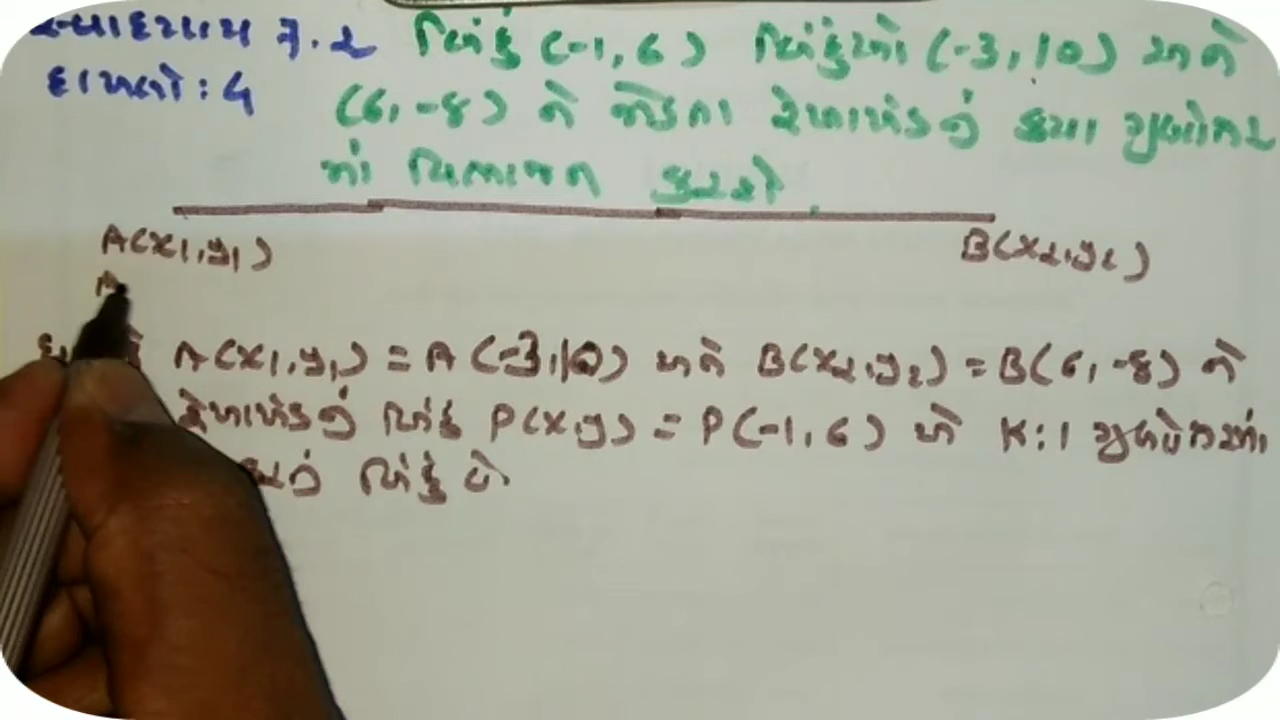 સ્વાધ્યાય 7.2 બિંદુ (-1,6) બિંદુઓ (-3,10) અને
દાખલો : 4 (6,-8) ને જોડતા રેખાખંડનું કયા ગુણોત્તર
માં વિભાજન કરશે.
A(x1,y1) B(x2,y2)
A
A(x1,y1) = A(-3,10) અને B(x2,y2) = B(6,-8) ને
રેખાખંડનું બિંદુ P(x,y) = P(-1,6) એ K:1 ગુણોત્તરમાં
બિંદુ છે